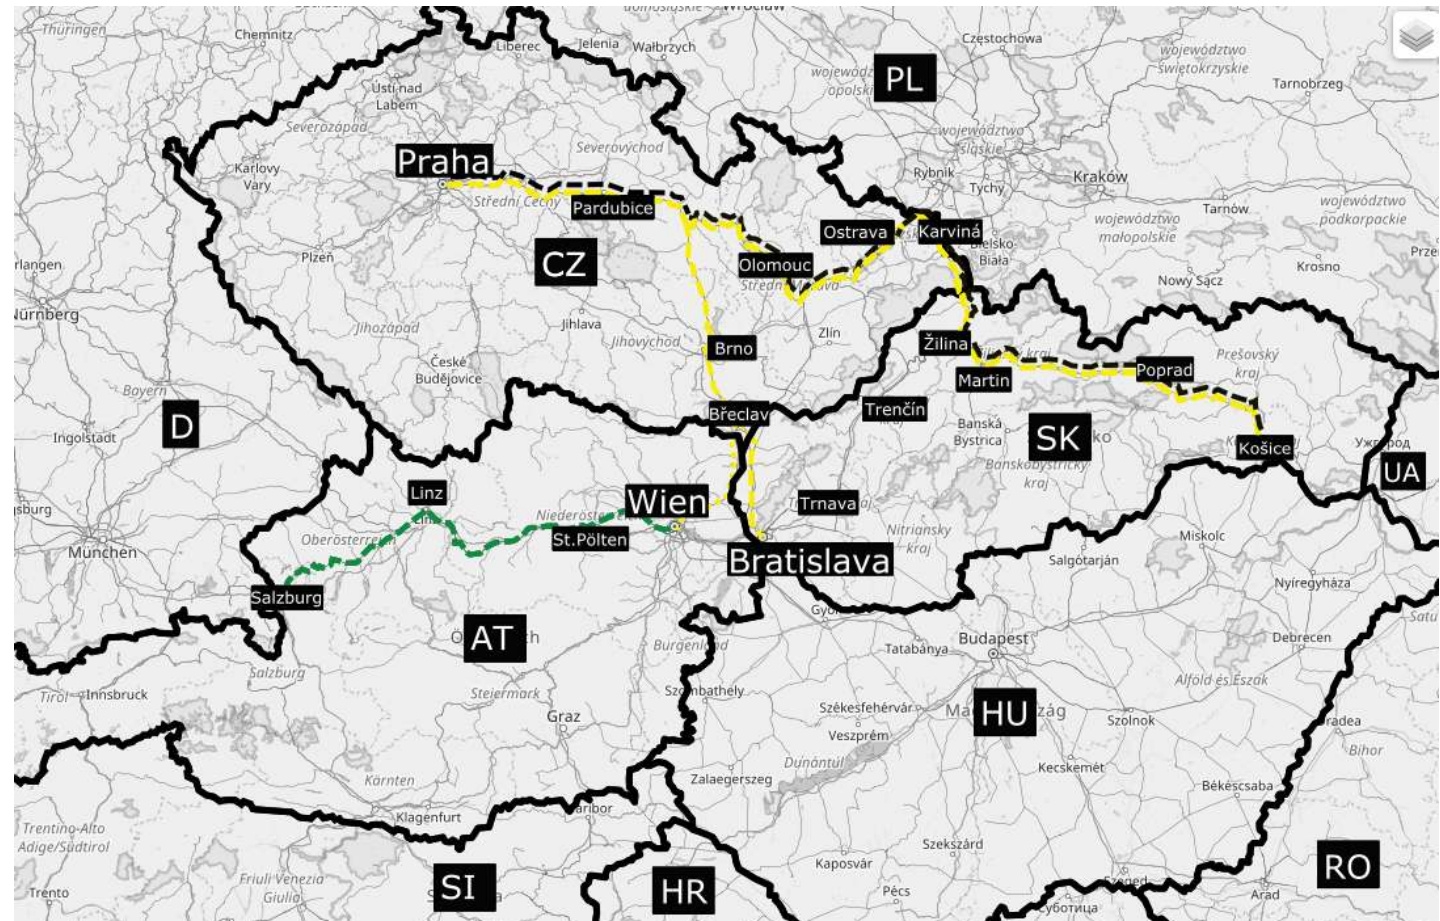 Wrocław
Thüringen
Chemnitz
Liberec
Jelenia
Wałbrzych
Częstochowa
PL
województwo
świętokrzyskie
Tarnobrzeg
Ústí nad
Labem
Severozápad
Severovýchod
województwo
śląskie
Karlovy
Vary
Praha
Rybnik
Tychy
Kraków
Střední Čechy
Pardubice
Tarnów
województwo
małopolskie
województwo
podkarpackie
Plzeň
CZ
Ostrava
Karviná
Bielsko-
Biała
Olomouc
Nowy Sącz
Krosno
Nürnberg
Jihozápad
Jihlava
Jihovýchod
Brno
Zlín
Žilina
Prešovský
kraj
České
Budějovice
Martin
Poprad
Bayern
D
Břeclav
Trenčín
Banská
Bystrica
SK
Ingolstadt
Košice
Ужгород
UA
Banskobystrický
kraj
Linz
Wien
Trnava
Nitriansky
kraj
München
Oberösterreich
St.Pölten
Bratislava
Salgótarján
Miskolc
Nyíregyháza
Salzburg
AT
Burgenland
Tatabánya
Budapest
Debrecen
Salzburg
Alföld és Észak
Tirol
Innsbruck
Steiermark
Szombathely
Székesfehérvár
HU
Szolnok
Graz
Veszprém
Bihor
Dunántúl
Kecskemét
Kärnten
Zalaegerszeg
Békéscsaba
Klagenfurt
Trentino-Alto
Adige/Südtirol
Szekszárd
Kaposvár
RO
Friuli Venezia
Giulia
SI
HR
Trento
Pécs
Szeged
Arad
Суботица